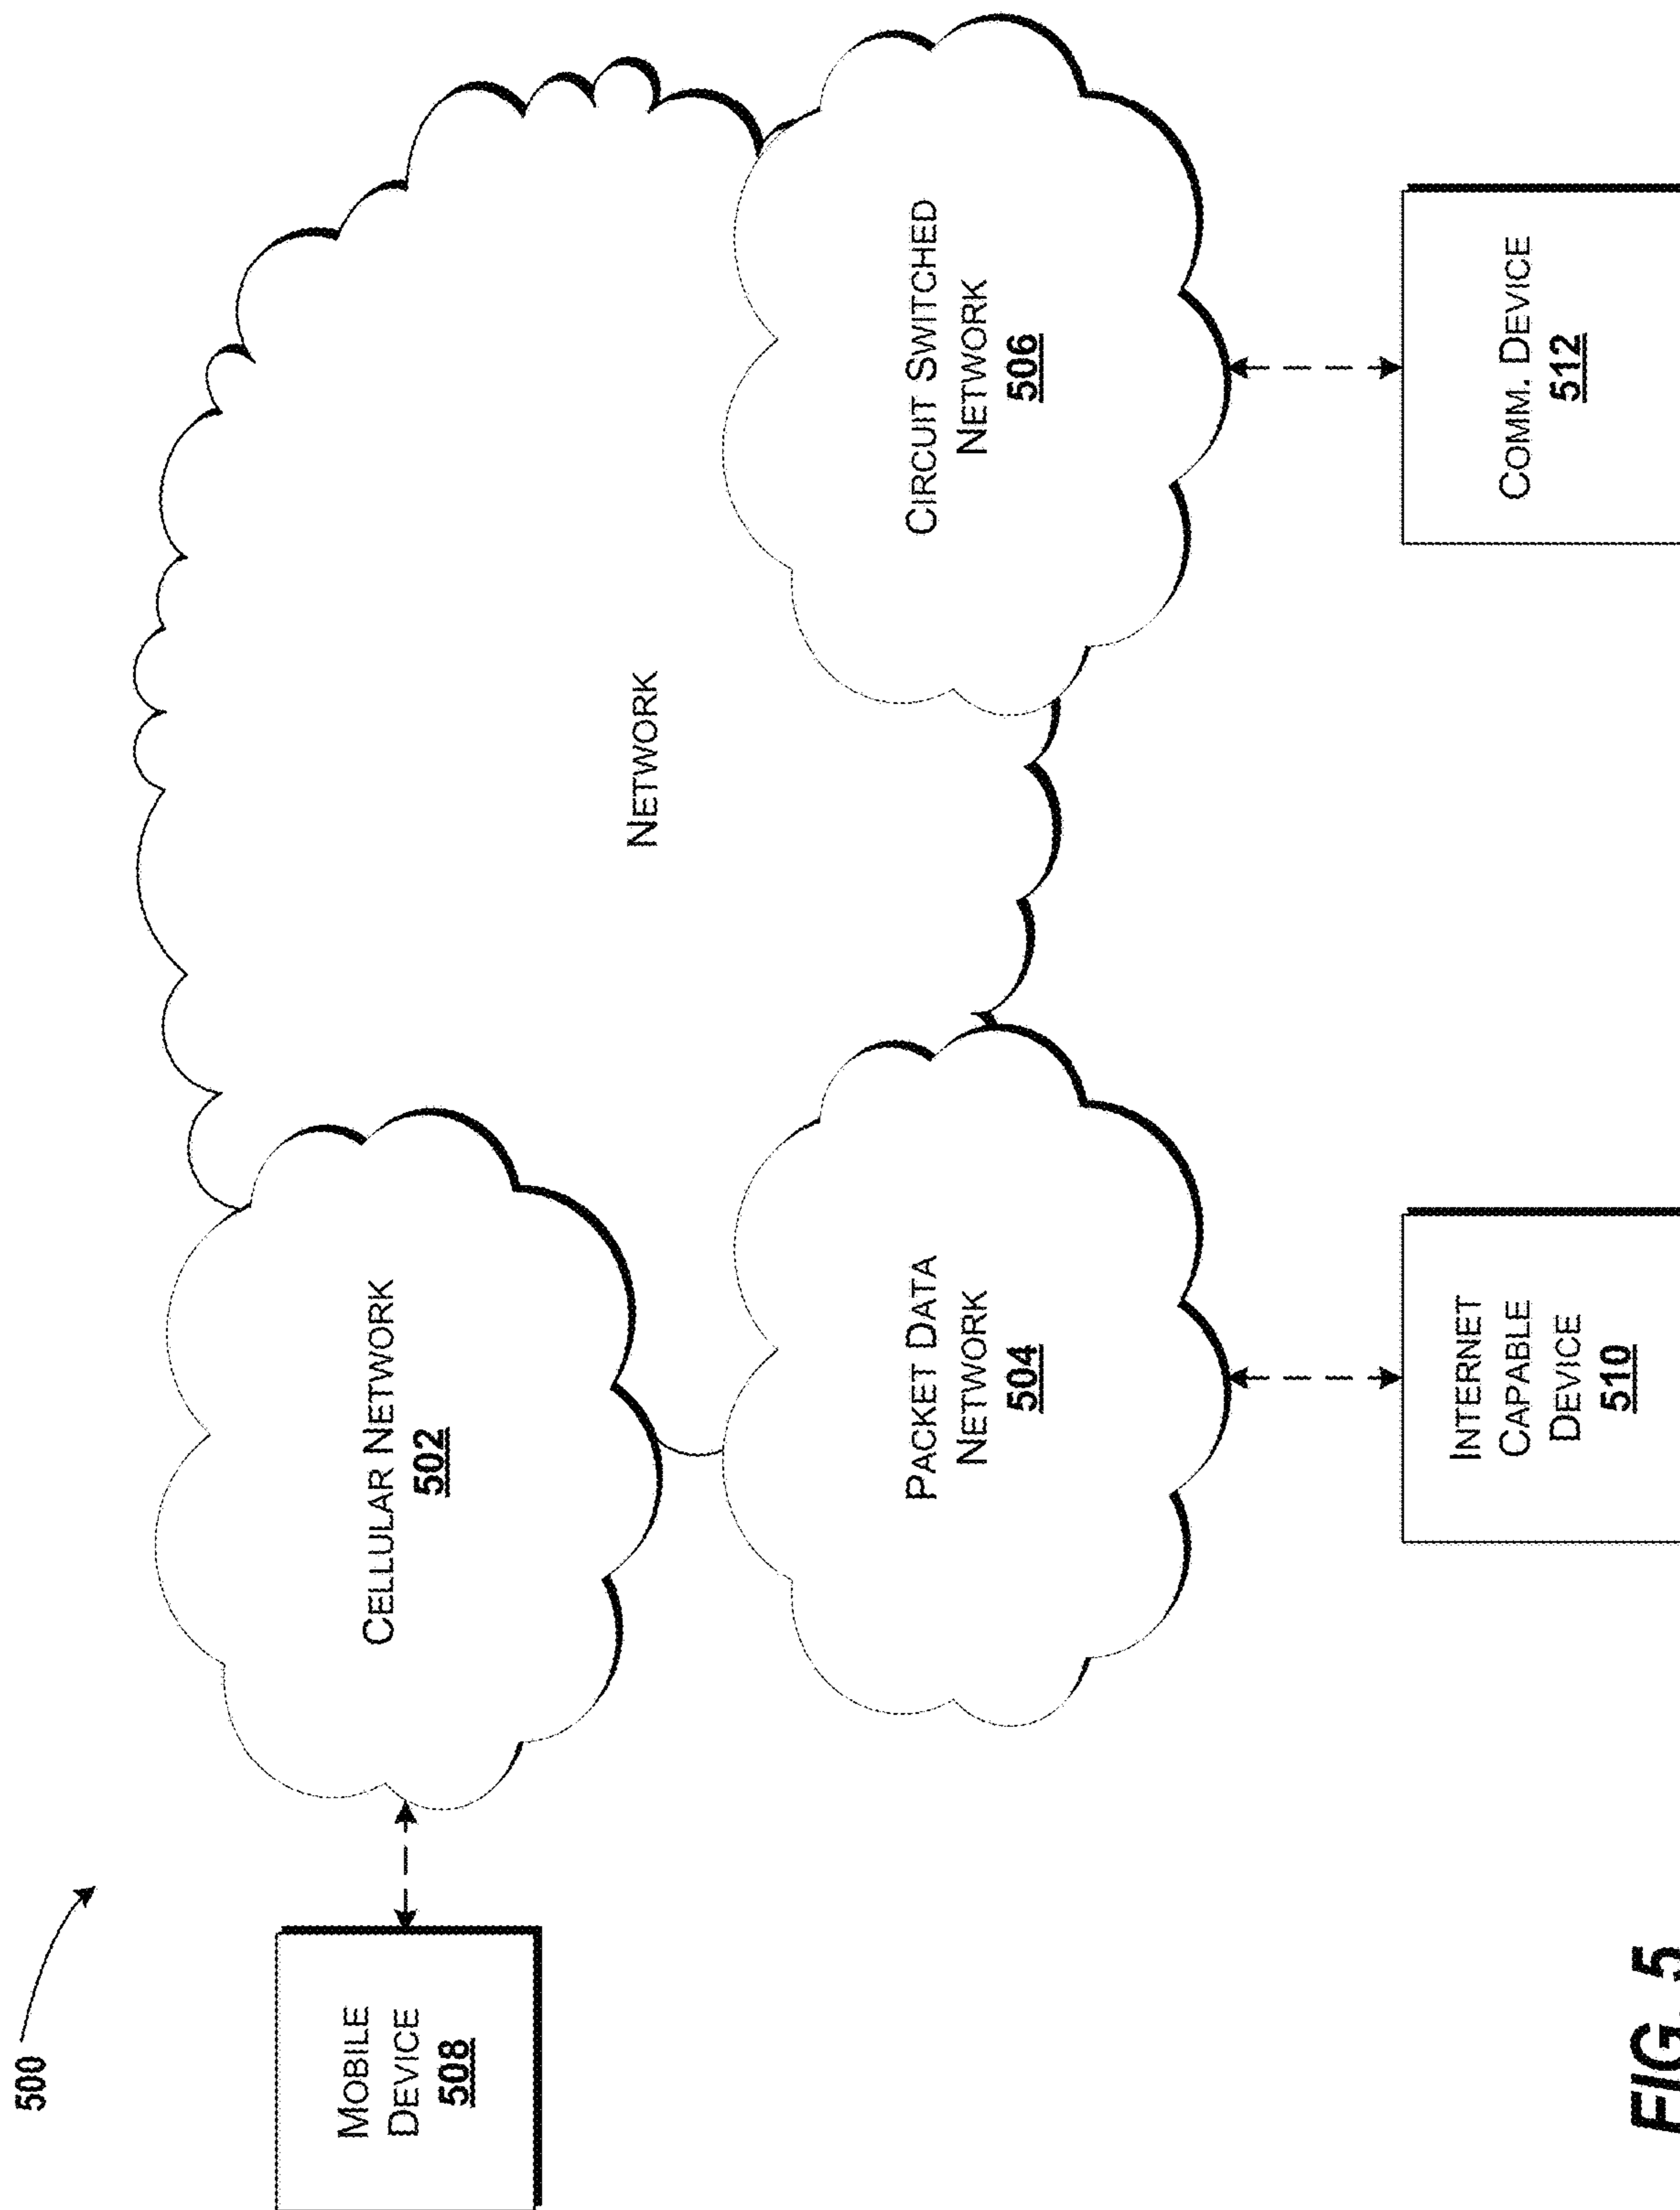 500
MOBILE
DEVICE
508
CELLULAR NETWORK
502
NETWORK
PACKET DATA
NETWORK
504
CIRCUIT SWITCHED
NETWORK
506
INTERNET
CAPABLE
DEVICE
510
COMM. DEVICE
512
FIG. 5